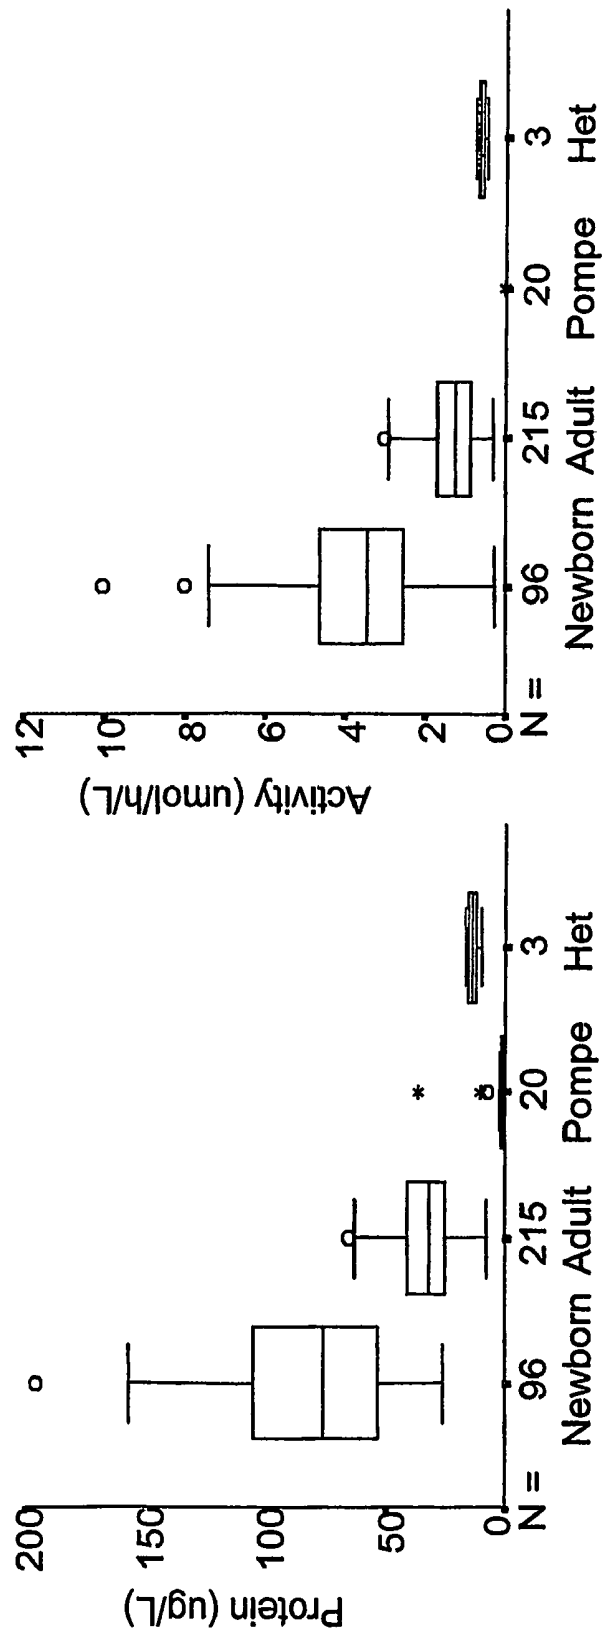 Protein (ug/L)
200
150
100
50
0
N = 96 215 20 3
Newborn Adult Pompe Het
Activity (umol/h/L)
12
10
8
6
4
2
0
N = 96 215 20 3
Newborn Adult Pompe Het